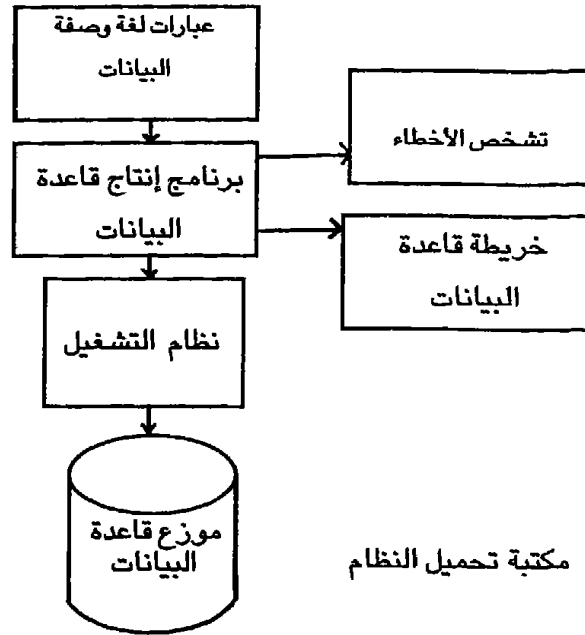 عبارات لغة وصفة
البيانات
تشخص الأخطاء
برنامج إنتاج قاعدة
البيانات
خريطة قاعدة
البيانات
نظام التشغيل
موزع قاعدة
البيانات
مكتبة تحميل النظام